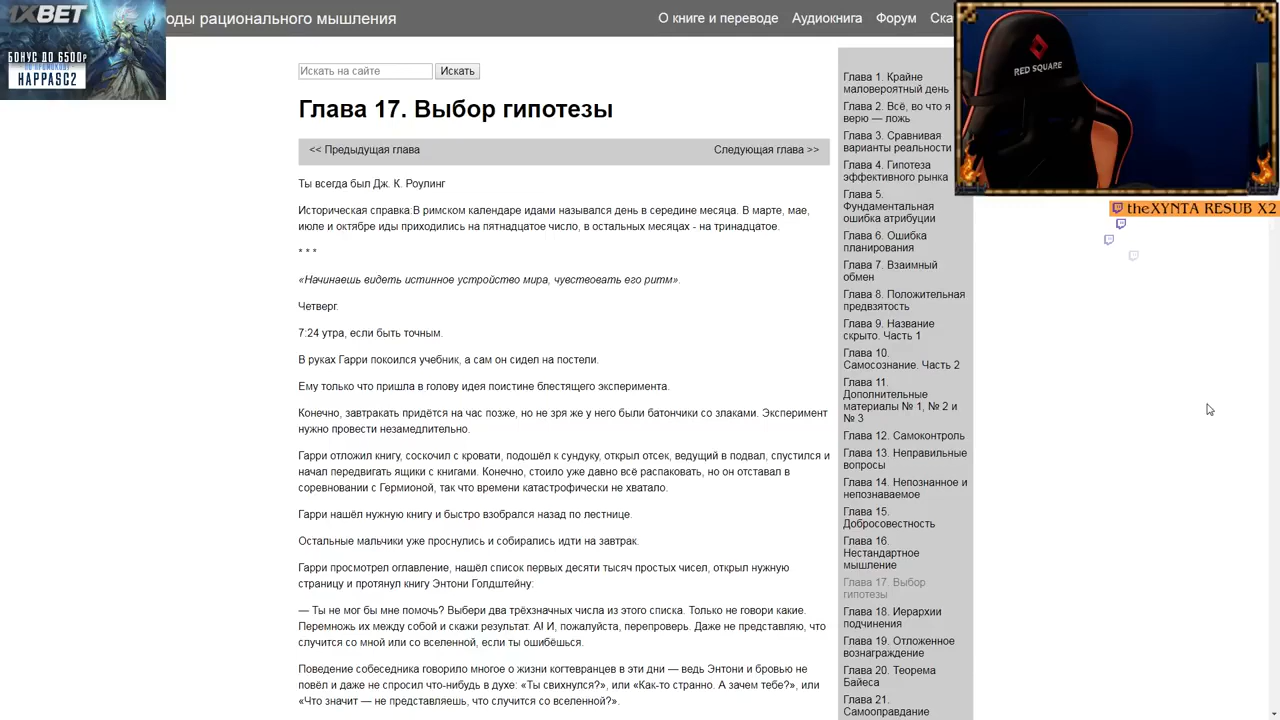 1XBET
БОНУС ДО 6500₽
ПО ПРОМОКОДУ
HAPPASC2
оды рационального мышления
О книге и переводе
Аудиокнига
Форум
Ска
RED SQUARE
theXYNTA RESUB X2
Искать на сайте
Искать
Глава 17. Выбор гипотезы
<< Предыдущая глава
Следующая глава >>
Ты всегда был Дж. К. Роулинг
Историческая справка:В римском календаре идами назывался день в середине месяца. В марте, мае,
июле и октябре иды приходились на пятнадцатое число, в остальных месяцах - на тринадцатое.
* * *
«Начинаешь видеть истинное устройство мира, чувствовать его ритм».
Четверг.
7:24 утра, если быть точным.
В руках Гарри покоился учебник, а сам он сидел на постели.
Ему только что пришла в голову идея поистине блестящего эксперимента.
Конечно, завтракать придётся на час позже, но не зря же у него были батончики со злаками. Эксперимент
нужно провести незамедлительно.
Гарри отложил книгу, соскочил с кровати, подошёл к сундуку, открыл отсек, ведущий в подвал, спустился и
начал передвигать ящики с книгами. Конечно, стоило уже давно всё распаковать, но он отставал в
соревновании с Гермионой, так что времени катастрофически не хватало.
Гарри нашёл нужную книгу и быстро взобрался назад по лестнице.
Остальные мальчики уже проснулись и собирались идти на завтрак.
Гарри просмотрел оглавление, нашёл список первых десяти тысяч простых чисел, открыл нужную
страницу и протянул книгу Энтони Голдштейну:
— Ты не мог бы мне помочь? Выбери два трёхзначных числа из этого списка. Только не говори какие.
Перемножь их между собой и скажи результат. А! И, пожалуйста, перепроверь. Даже не представляю, что
случится со мной или со вселенной, если ты ошибёшься.
Поведение собеседника говорило многое о жизни когтевранцев в эти дни — ведь Энтони и бровью не
повёл и даже не спросил что-нибудь в духе: «Ты свихнулся?», или «Как-то странно. А зачем тебе?», или
«Что значит — не представляешь, что случится со вселенной?».
Глава 1. Крайне
маловероятный день
Глава 2. Всё, во что я
верю — ложь
Глава 3. Сравнивая
варианты реальности
Глава 4. Гипотеза
эффективного рынка
Глава 5.
Фундаментальная
ошибка атрибуции
Глава 6. Ошибка
планирования
Глава 7. Взаимный
обмен
Глава 8. Положительная
предвзятость
Глава 9. Название
скрыто. Часть 1
Глава 10.
Самосознание. Часть 2
Глава 11.
Дополнительные
материалы № 1, № 2 и
№ 3
Глава 12. Самоконтроль
Глава 13. Неправильные
вопросы
Глава 14. Непознанное и
непознаваемое
Глава 15.
Добросовестность
Глава 16.
Нестандартное
мышление
Глава 17. Выбор
гипотезы
Глава 18. Иерархии
подчинения
Глава 19. Отложенное
вознаграждение
Глава 20. Теорема
Байеса
Глава 21.
Самооправдание